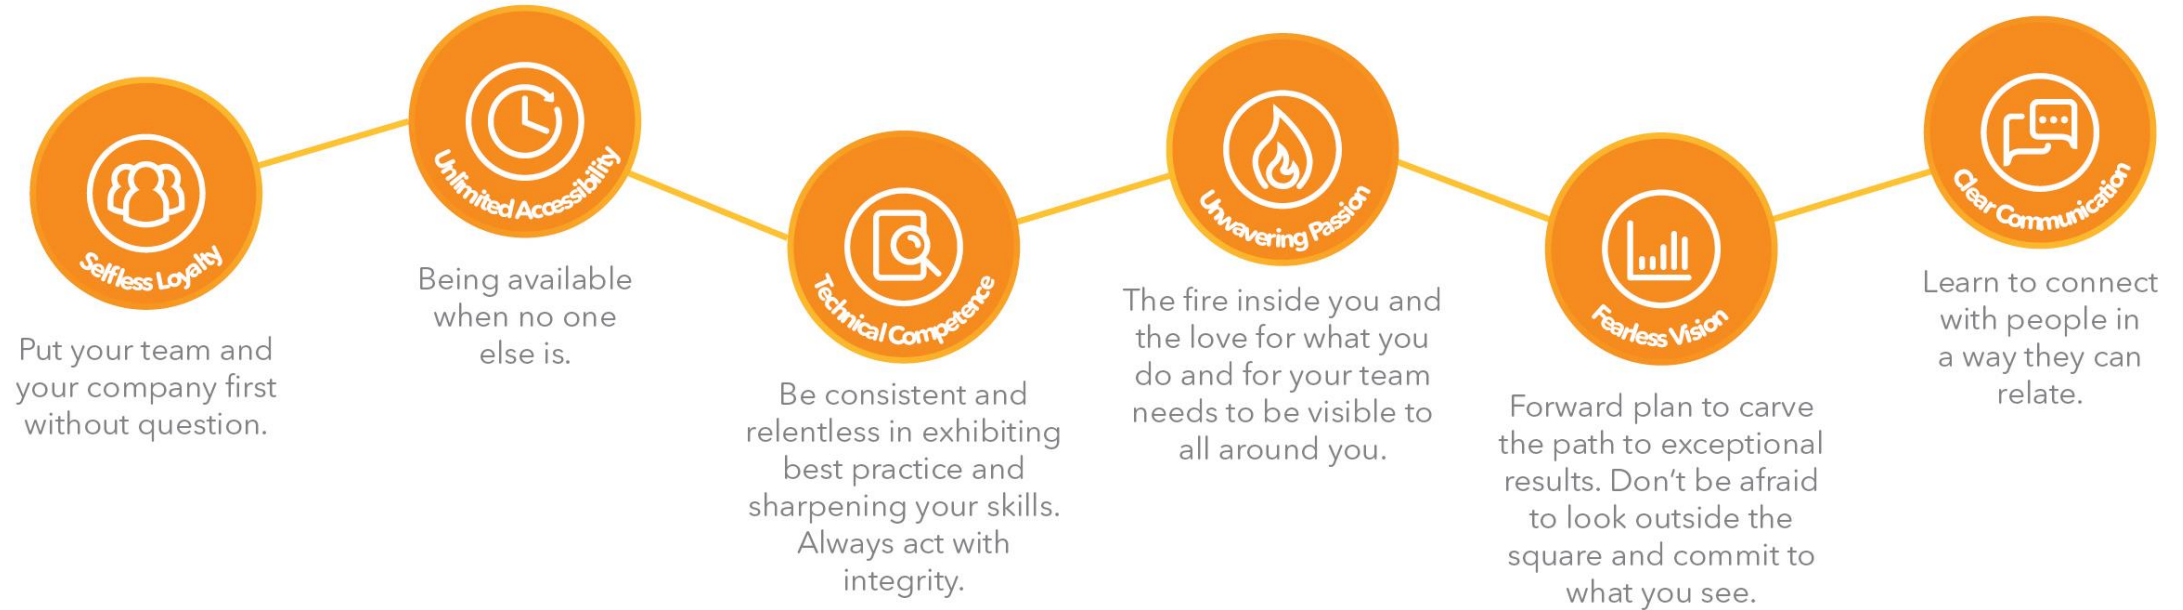 Selfless Loyalty
Put your team and
your company first
without question.
Unlimited Accessibility
Being available
when no one
else is.
Technical Competence
Be consistent and
relentless in exhibiting
best practice and
sharpening your skills.
Always act with
integrity.
Unwavering Passion
The fire inside you and
the love for what you
do and for your team
needs to be visible to
all around you.
Fearless Vision
Forward plan to carve
the path to exceptional
results. Don’t be afraid
to look outside the
square and commit to
what you see.
Clear Communication
Learn to connect
with people in
a way they can
relate.